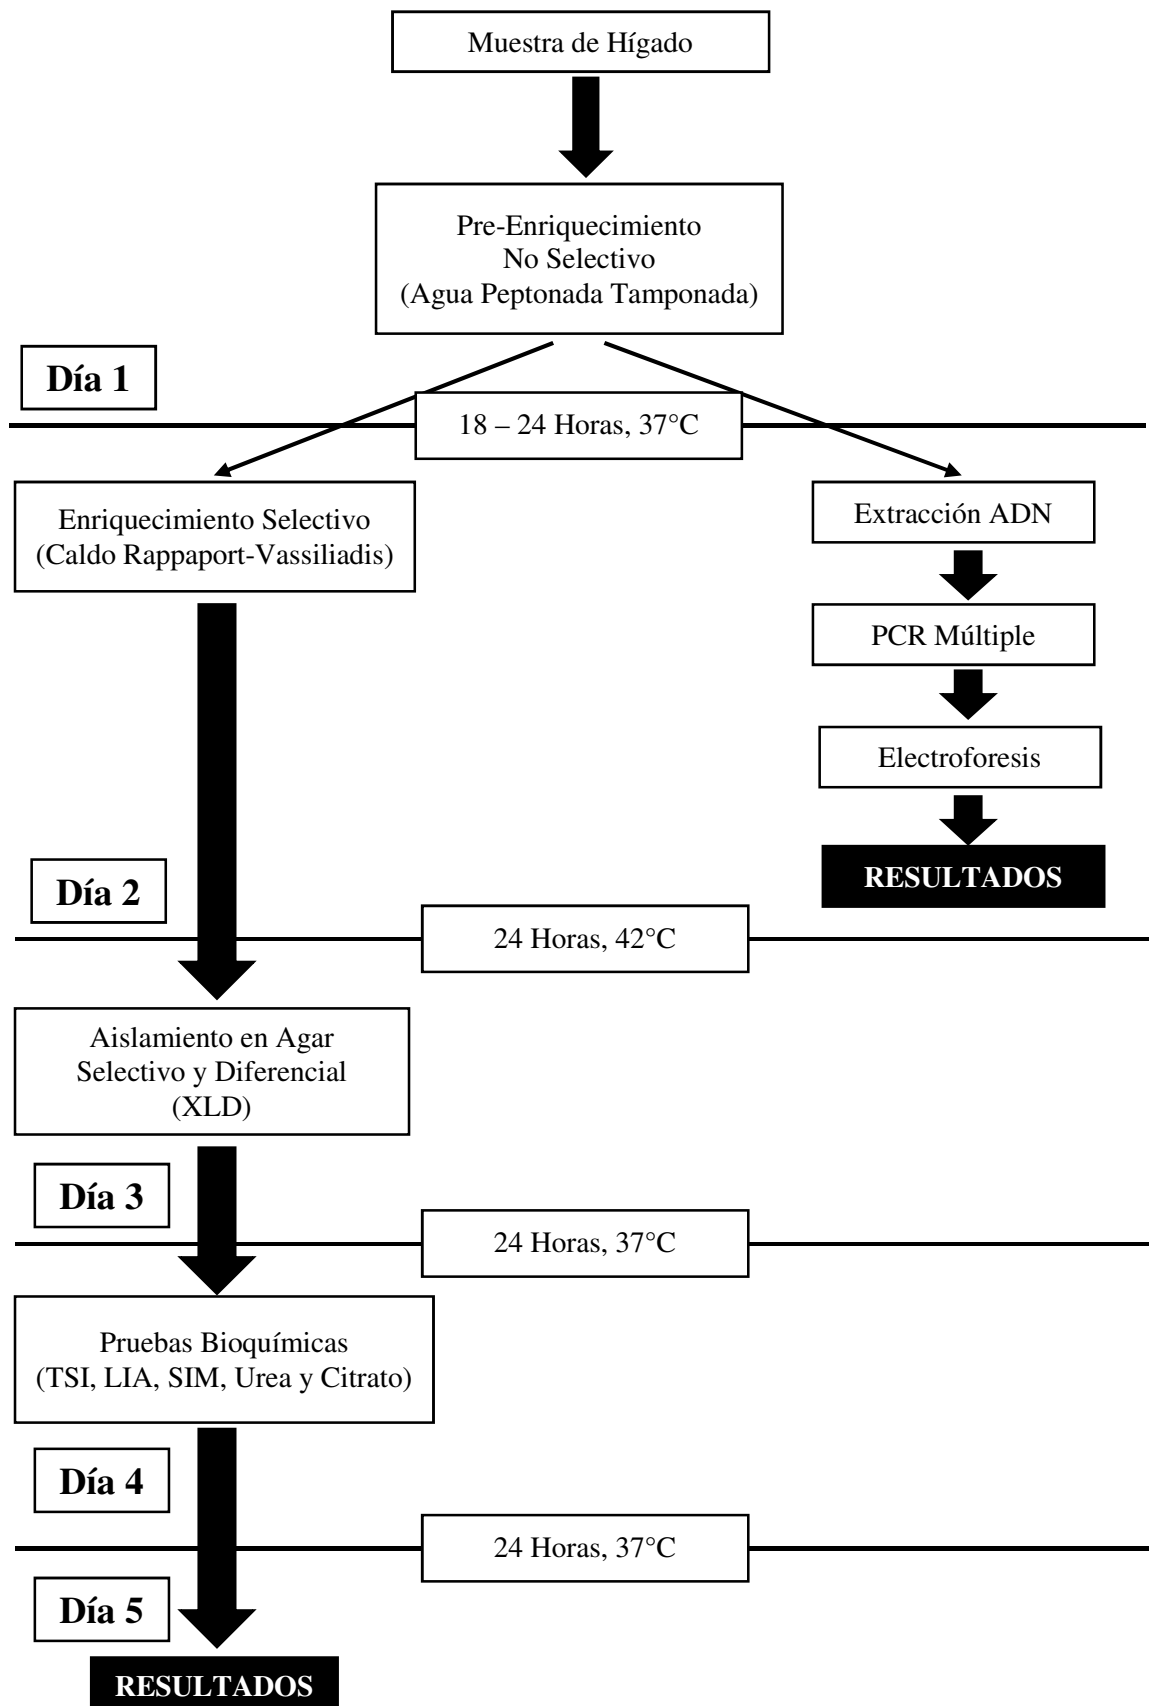 Muestra de Hígado
Pre-Enriquecimiento
No Selectivo
(Agua Peptonada Tamponada)
Día 1
18 – 24 Horas, 37°C
Enriquecimiento Selectivo
(Caldo Rappaport-Vassiliadis)
Extracción ADN
PCR Múltiple
Electroforesis
RESULTADOS
Día 2
24 Horas, 42°C
Aislamiento en Agar
Selectivo y Diferencial
(XLD)
Día 3
24 Horas, 37°C
Pruebas Bioquímicas
(TSI, LIA, SIM, Urea y Citrato)
Día 4
24 Horas, 37°C
Día 5
RESULTADOS